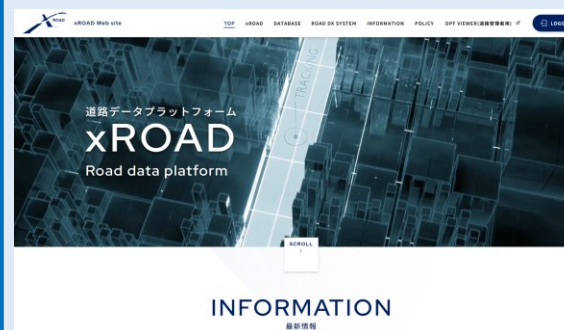 X ROAD xROAD Web site
TOP xROAD DATABASE ROAD DX SYSTEM INFORMATION POLICY DPF VIEWER(道路管理者用) LOG
TRACKING
道路データプラットフォーム
xROAD
Road data platform
SCROLL
INFORMATION
最新情報